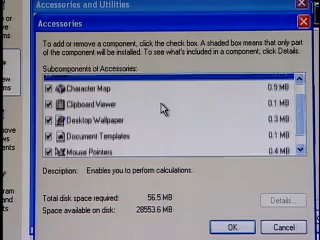 Accessories and Utilities
Accessories
To add or remove a component, click the check box. A shaded box means that only part
of the component will be installed. To see what's included in a component, click Details.
Subcomponents of Accessories:
Character Map 0.9 MB
Clipboard Viewer 0.1 MB
Desktop Wallpaper 0.3 MB
Document Templates 0.1 MB
Mouse Pointers 0.4 MB
Description: Enables you to perform calculations.
Total disk space required: 56.5 MB
Space available on disk: 28553.6 MB
Details...
OK
Cancel